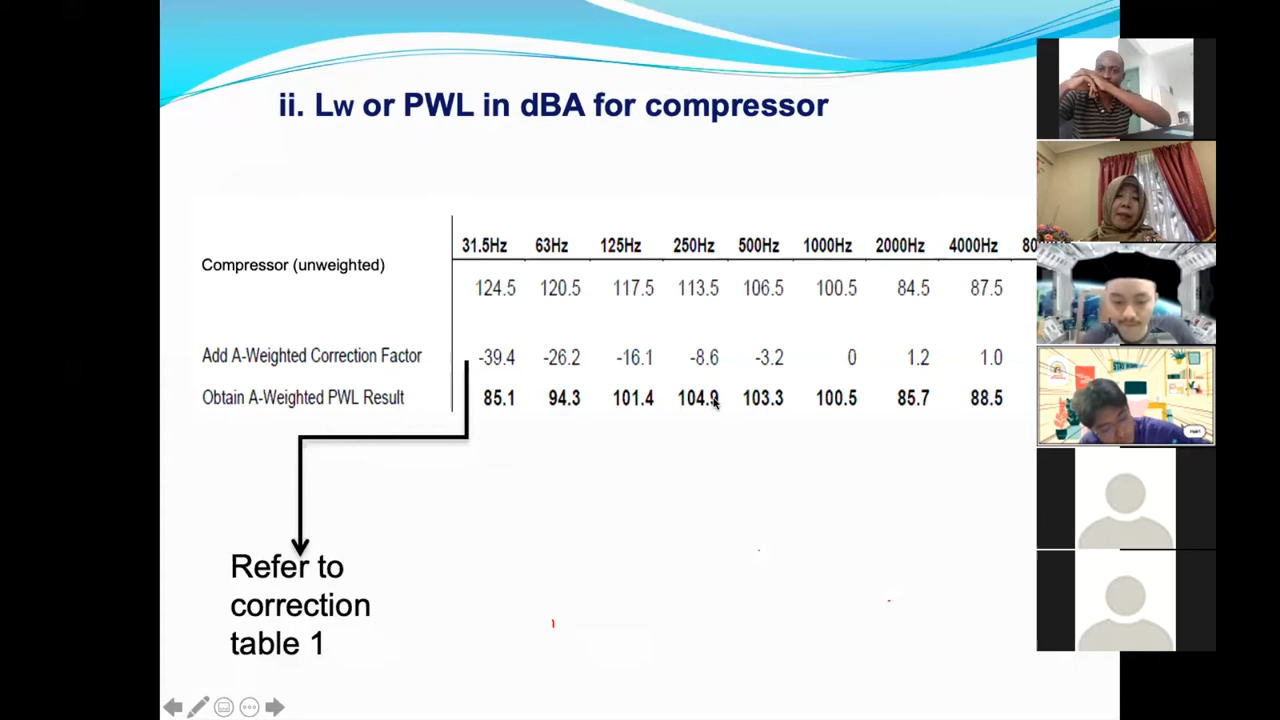 ii. Lw or PWL in dBA for compressor
31.5Hz 63Hz 125Hz 250Hz 500Hz 1000Hz 2000Hz 4000Hz
Compressor (unweighted)
124.5 120.5 117.5 113.5 106.5 100.5 84.5 87.5
Add A-Weighted Correction Factor -39.4 -26.2 -16.1 -8.6 -3.2 0 1.2 1.0
Obtain A-Weighted PWL Result 85.1 94.3 101.4 104.9 103.3 100.5 85.7 88.5
Refer to
correction
table 1